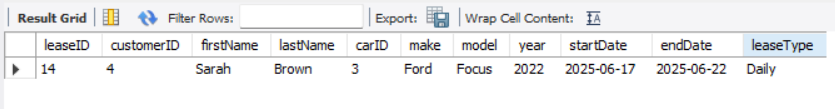 Result Grid Filter Rows: Export: Wrap Cell Content: IA
leaseID customerID firstName lastName carID make model year startDate endDate leaseType
14 4 Sarah Brown 3 Ford Focus 2022 2025-06-17 2025-06-22 Daily